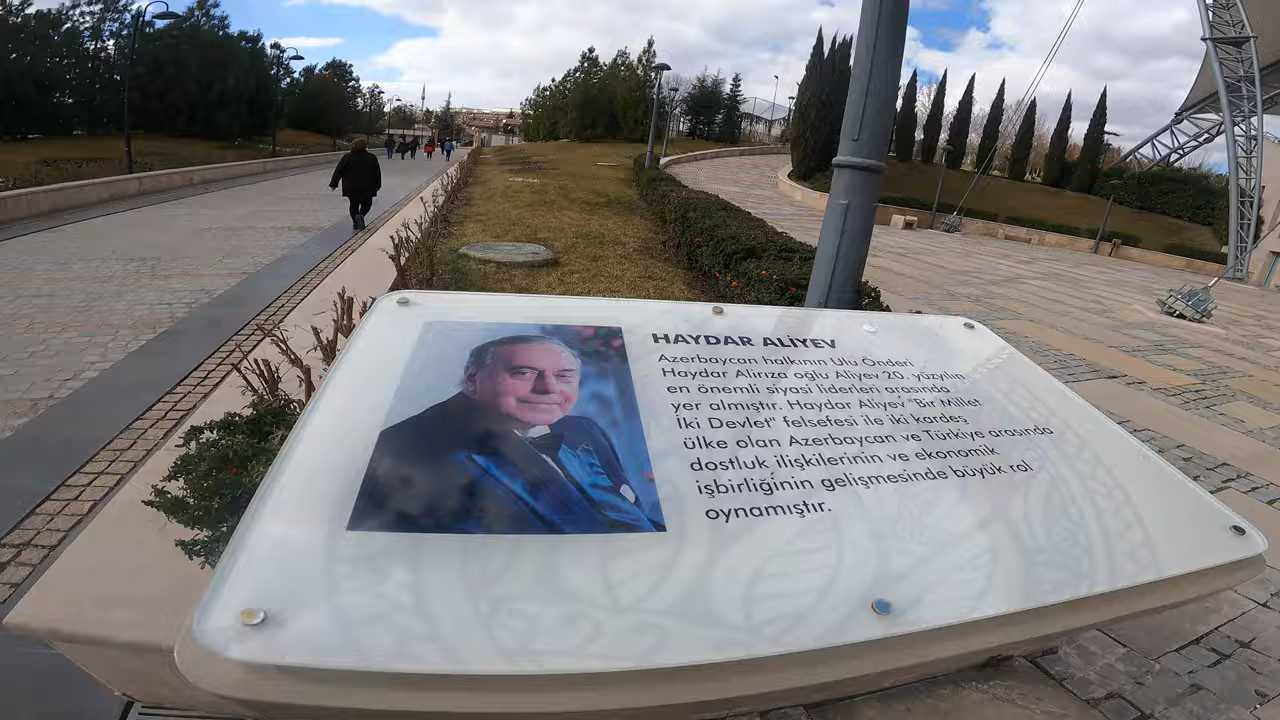 HAYDAR ALİYEV
Azerbaycan halkının Ulu Önderi
Haydar Alirıza oğlu Aliyev 20. yüzyılın
en önemli siyasi liderleri arasında
yer almıştır. Haydar Aliyev "Bir Millet
İki Devlet" felsefesi ile iki kardeş
ülke olan Azerbaycan ve Türkiye arasında
dostluk ilişkilerinin ve ekonomik
işbirliğinin gelişmesinde büyük rol
oynamıştır.